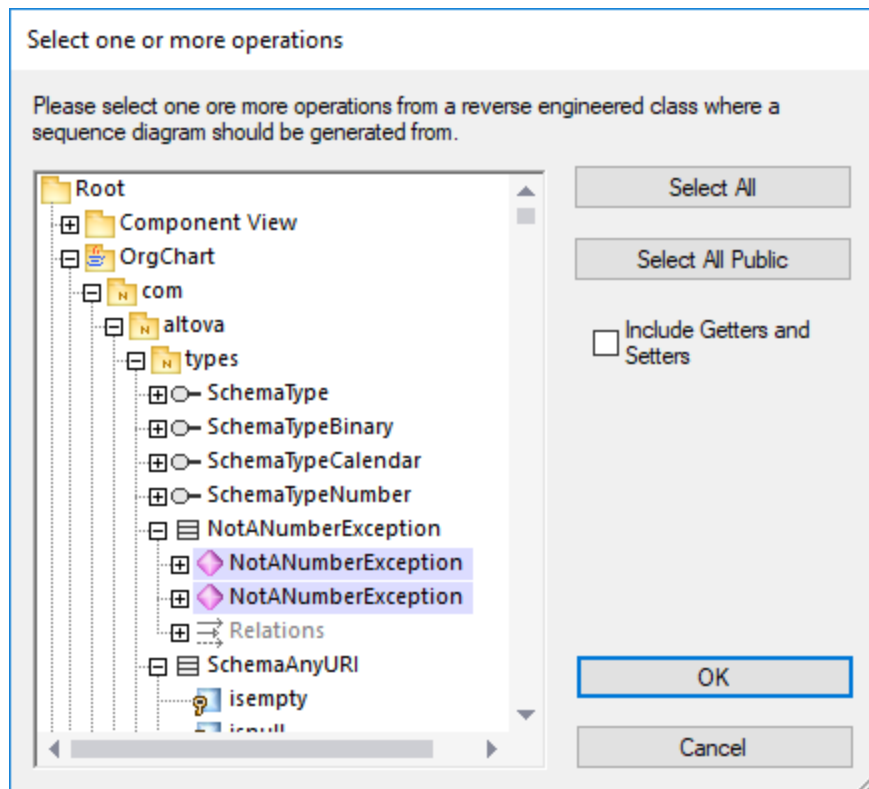 Select one or more operations
Please select one ore more operations from a reverse engineered class where a
sequence diagram should be generated from.
Root
Component View
OrgChart
com
altova
types
SchemaType
SchemaTypeBinary
SchemaTypeCalendar
SchemaTypeNumber
NotANumberException
NotANumberException
NotANumberException
Relations
SchemaAnyURI
isempty
isnull
Select All
Select All Public
Include Getters and
Setters
OK
Cancel